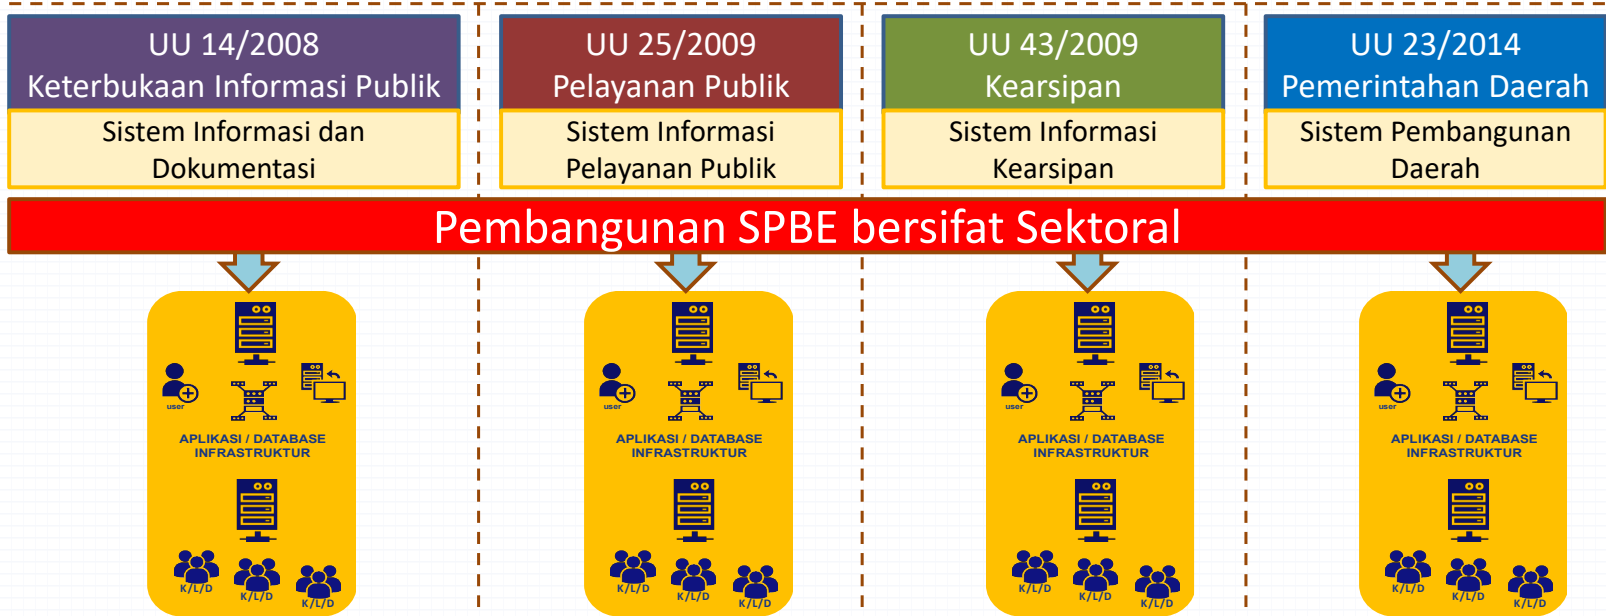 UU 14/2008
Keterbukaan Informasi Publik
Sistem Informasi dan
Dokumentasi
UU 25/2009
Pelayanan Publik
Sistem Informasi
Pelayanan Publik
UU 43/2009
Kearsipan
Sistem Informasi
Kearsipan
UU 23/2014
Pemerintahan Daerah
Sistem Pembangunan
Daerah
Pembangunan SPBE bersifat Sektoral
user
APLIKASI / DATABASE
INFRASTRUKTUR
K/L/D
K/L/D
K/L/D
user
APLIKASI / DATABASE
INFRASTRUKTUR
K/L/D
K/L/D
K/L/D
user
APLIKASI / DATABASE
INFRASTRUKTUR
K/L/D
K/L/D
K/L/D
user
APLIKASI / DATABASE
INFRASTRUKTUR
K/L/D
K/L/D
K/L/D